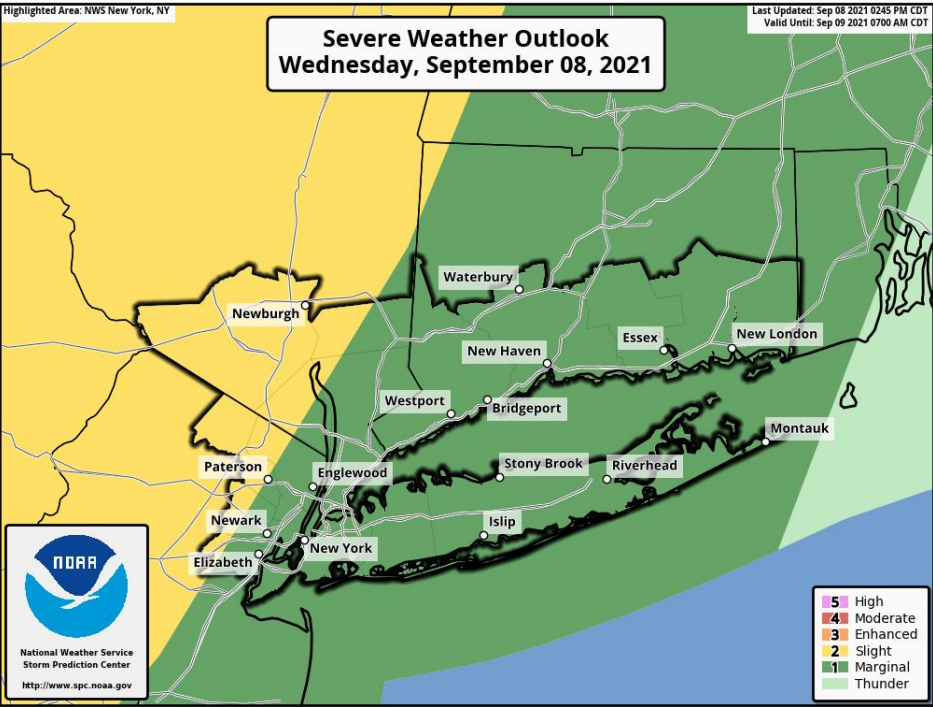 Highlighted Area: NWS New York, NY
Last Updated: Sep 08 2021 0245 PM CDT
Valid Until: Sep 09 2021 0700 AM CDT
Severe Weather Outlook
Wednesday, September 08, 2021
Waterbury
Newburgh
Essex
New London
New Haven
Westport
Bridgeport
Montauk
Paterson
Englewood
Stony Brook
Riverhead
Newark
Islip
New York
Elizabeth
NOAA
National Weather Service
Storm Prediction Center
http://www.spc.noaa.gov
5 High
4 Moderate
3 Enhanced
2 Slight
1 Marginal
Thunder